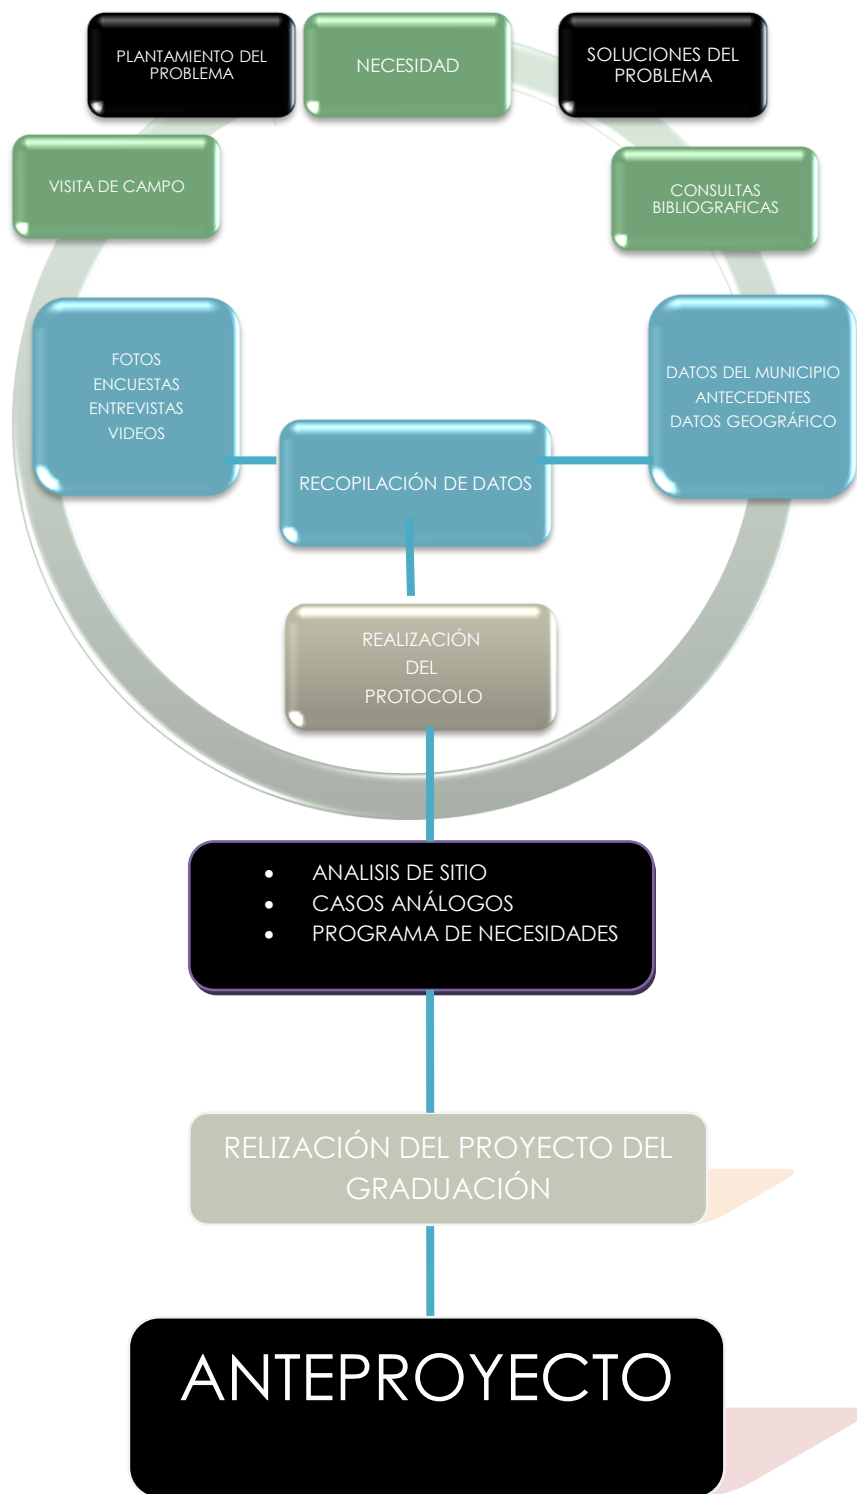 PLANTAMIENTO DEL
PROBLEMA
NECESIDAD
SOLUCIONES DEL
PROBLEMA
VISITA DE CAMPO
CONSULTAS
BIBLIOGRAFICAS
FOTOS
ENCUESTAS
ENTREVISTAS
VIDEOS
DATOS DEL MUNICIPIO
ANTECEDENTES
DATOS GEOGRÁFICO
RECOPILACIÓN DE DATOS
REALIZACIÓN
DEL
PROTOCOLO
• ANALISIS DE SITIO
• CASOS ANÁLOGOS
• PROGRAMA DE NECESIDADES
RELIZACIÓN DEL PROYECTO DEL
GRADUACIÓN
ANTEPROYECTO